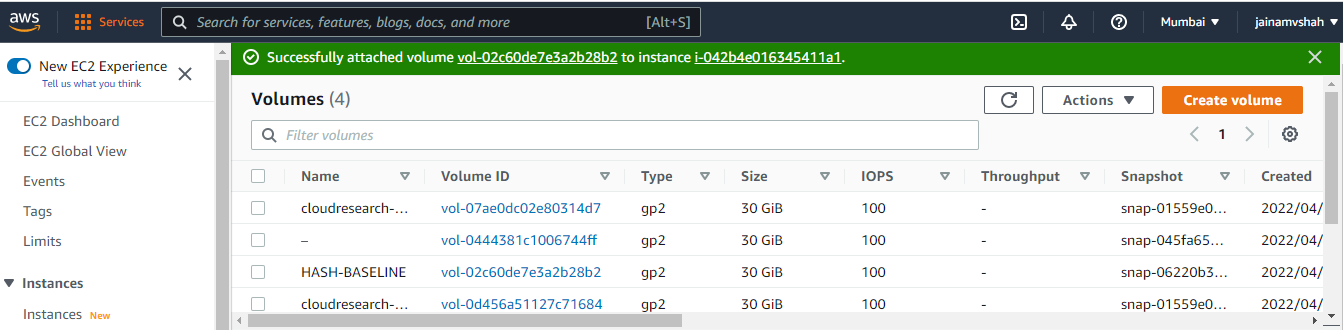 aws Services Search for services, features, blogs, docs, and more [Alt+S] Mumbai jainamvshah
New EC2 Experience
Tell us what you think
EC2 Dashboard
EC2 Global View
Events
Tags
Limits
Instances
Instances New
Successfully attached volume vol-02c60de7e3a2b28b2 to instance i-042b4e016345411a1.
Volumes (4) Actions Create volume
Filter volumes 1
Name Volume ID Type Size IOPS Throughput Snapshot Created
cloudresearch-... vol-07ae0dc02e80314d7 gp2 30 GiB 100 - snap-01559e0... 2022/04/
– vol-0444381c1006744ff gp2 30 GiB 100 - snap-045fa65... 2022/04/
HASH-BASELINE vol-02c60de7e3a2b28b2 gp2 30 GiB 100 - snap-06220b3... 2022/04/
cloudresearch-... vol-0d456a51127c71684 gp2 30 GiB 100 - snap-01559e0... 2022/04/